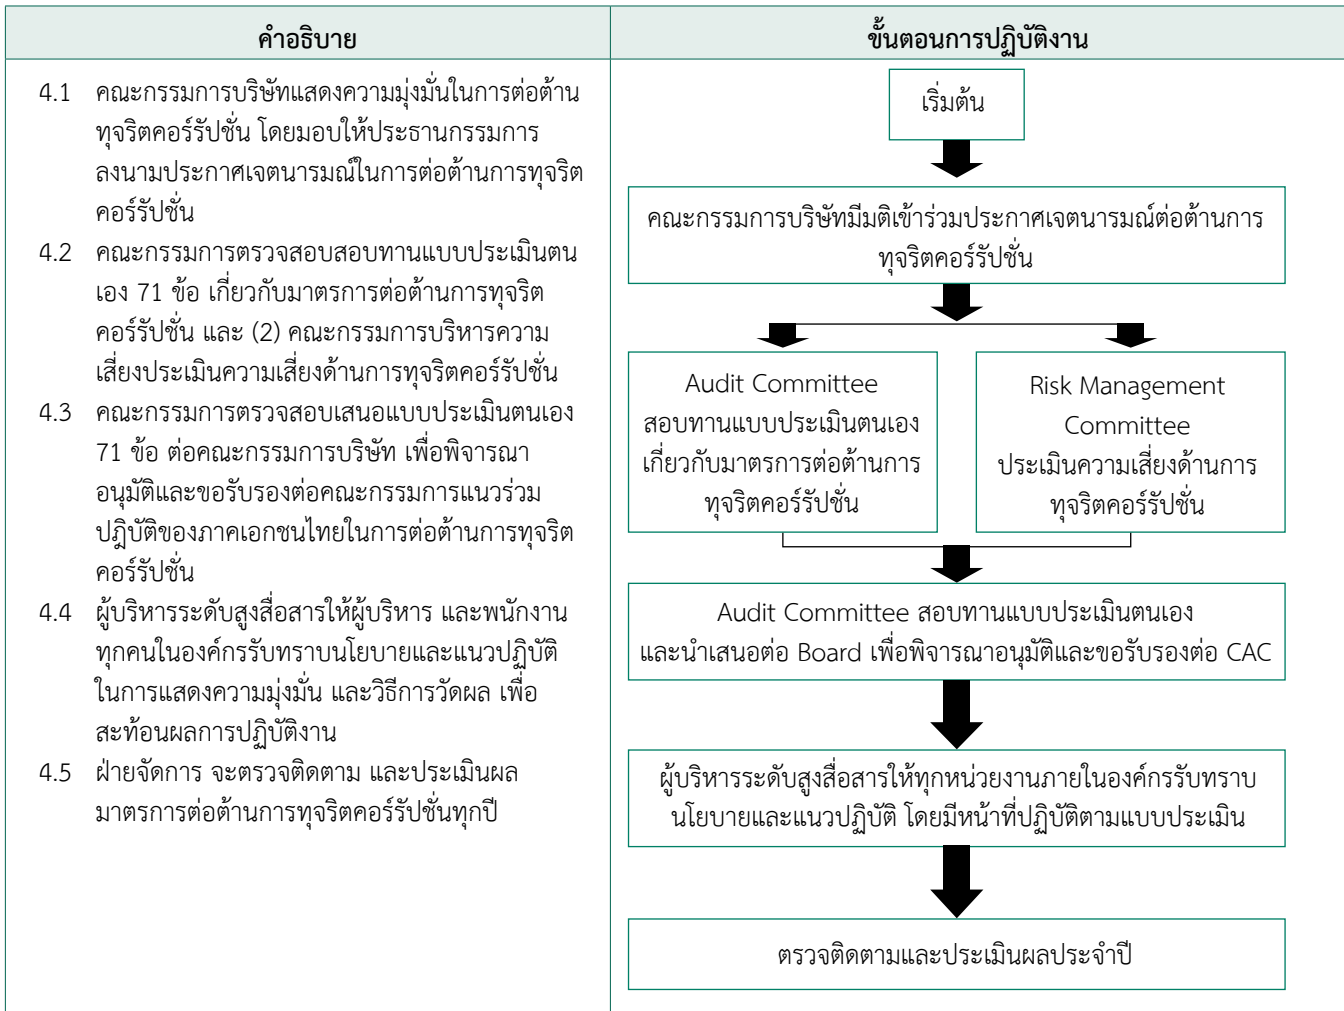 คำอธิบาย
4.1 คณะกรรมการบริษัทแสดงความมุ่งมั่นในการต่อต้าน
ทุจริตคอร์รัปชั่น โดยมอบให้ประธานกรรมการ
ลงนามประกาศเจตนารมณ์ในการต่อต้านการทุจริต
คอร์รัปชั่น
4.2 คณะกรรมการตรวจสอบสอบทานแบบประเมินตน
เอง 71 ข้อ เกี่ยวกับมาตรการต่อต้านการทุจริต
คอร์รัปชั่น และ (2) คณะกรรมการบริหารความ
เสี่ยงประเมินความเสี่ยงด้านการทุจริตคอร์รัปชั่น
4.3 คณะกรรมการตรวจสอบเสนอแบบประเมินตนเอง
71 ข้อ ต่อคณะกรรมการบริษัท เพื่อพิจารณา
อนุมัติและขอรับรองต่อคณะกรรมการแนวร่วม
ปฎิบัติของภาคเอกชนไทยในการต่อต้านการทุจริต
คอร์รัปชั่น
4.4 ผู้บริหารระดับสูงสื่อสารให้ผู้บริหาร และพนักงาน
ทุกคนในองค์กรรับทราบนโยบายและแนวปฏิบัติ
ในการแสดงความมุ่งมั่น และวิธีการวัดผล เพื่อ
สะท้อนผลการปฏิบัติงาน
4.5 ฝ่ายจัดการ จะตรวจติดตาม และประเมินผล
มาตรการต่อต้านการทุจริตคอร์รัปชั่นทุกปี
ขั้นตอนการปฏิบัติงาน
เริ่มต้น
คณะกรรมการบริษัทมีมติเข้าร่วมประกาศเจตนารมณ์ต่อต้านการ
ทุจริตคอร์รัปชั่น
Audit Committee
สอบทานแบบประเมินตนเอง
เกี่ยวกับมาตรการต่อต้านการ
ทุจริตคอร์รัปชั่น
Risk Management
Committee
ประเมินความเสี่ยงด้านการ
ทุจริตคอร์รัปชั่น
Audit Committee สอบทานแบบประเมินตนเอง
และนำเสนอต่อ Board เพื่อพิจารณาอนุมัติและขอรับรองต่อ CAC
ผู้บริหารระดับสูงสื่อสารให้ทุกหน่วยงานภายในองค์กรรับทราบ
นโยบายและแนวปฏิบัติ โดยมีหน้าที่ปฏิบัติตามแบบประเมิน
ตรวจติดตามและประเมินผลประจำปี